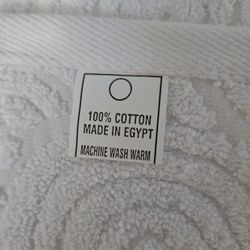 100% COTTON
MADE IN EGYPT
MACHINE WASH WARM